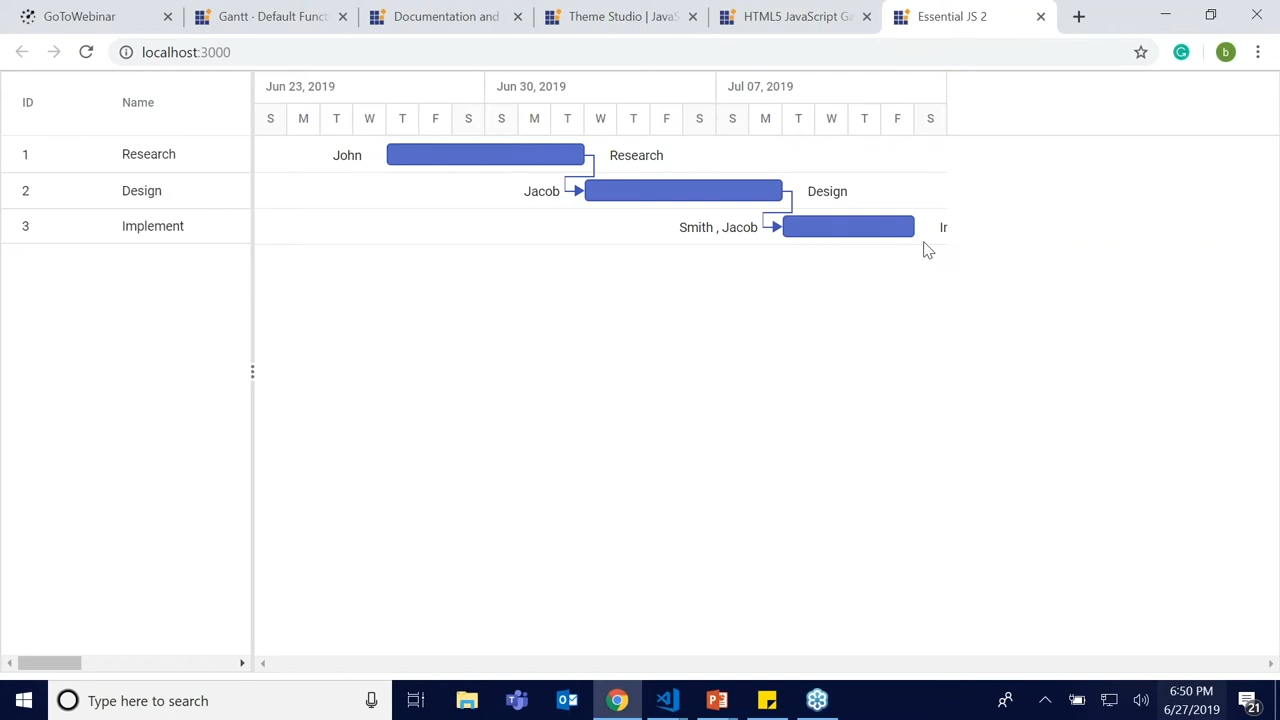 GoToWebinar
Gantt · Default Funct
Documentation and
Theme Studio | JavaS
HTML5 JavaScript Ga
Essential JS 2
localhost:3000
b
ID Name
Jun 23, 2019 Jun 30, 2019 Jul 07, 2019
S M T W T F S S M T W T F S S M T W T F S
1 Research John Research
2 Design Jacob Design
3 Implement Smith , Jacob
Type here to search
6:50 PM
6/27/2019
21